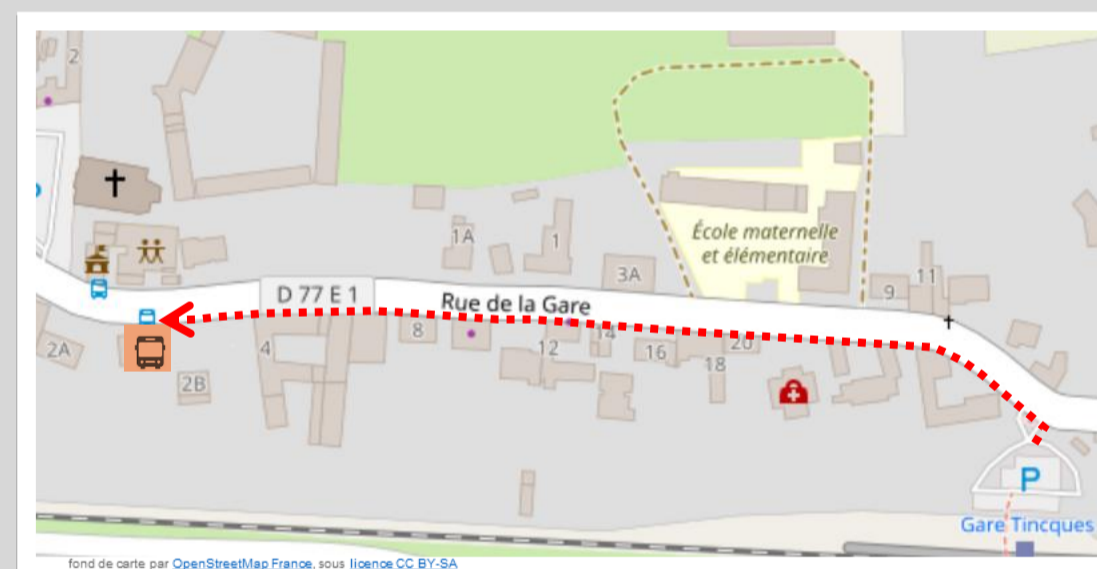 2
1A
1
École maternelle
et élémentaire
3A
11
9
D 77 E 1
Rue de la Gare
2A
4
8
12
14
16
18
20
2B
P
Gare Tincques
fond de carte par OpenStreetMap France, sous licence CC BY-SA